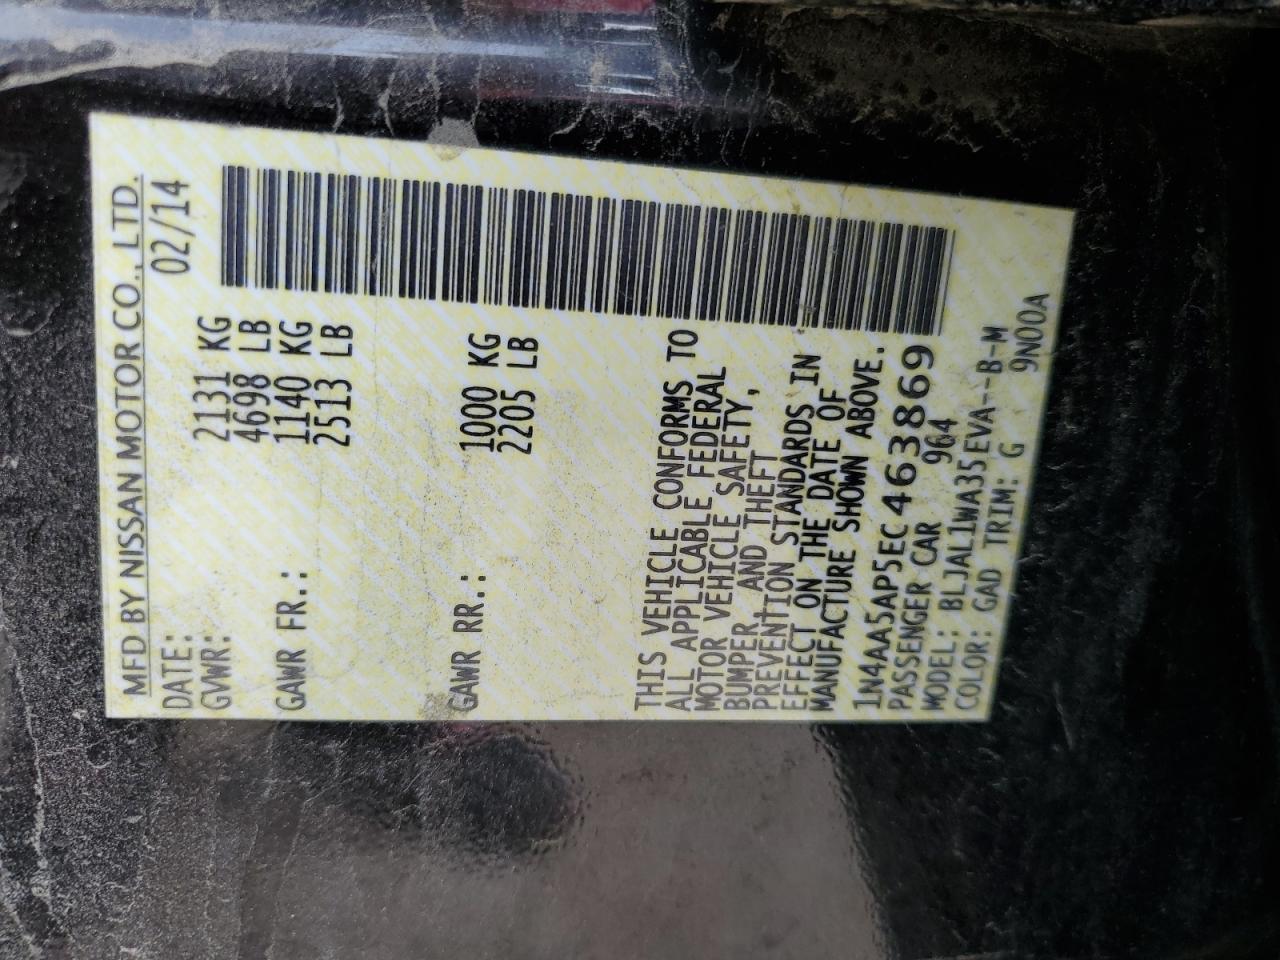 MFD BY NISSAN MOTOR CO., LTD.
DATE: 02/14
GVWR: 2131 KG
4698 LB
GAWR FR.: 1140 KG
2513 LB
GAWR RR.: 1000 KG
2205 LB
THIS VEHICLE CONFORMS TO
ALL APPLICABLE FEDERAL
MOTOR VEHICLE SAFETY,
BUMPER AND THEFT
PREVENTION STANDARDS IN
EFFECT ON THE DATE OF
MANUFACTURE SHOWN ABOVE.
1N4AA5AP5EC463869
PASSENGER CAR 964
MODEL: BLJAL1WA35EVA--B-M
COLOR: GAD TRIM: G 9N00A